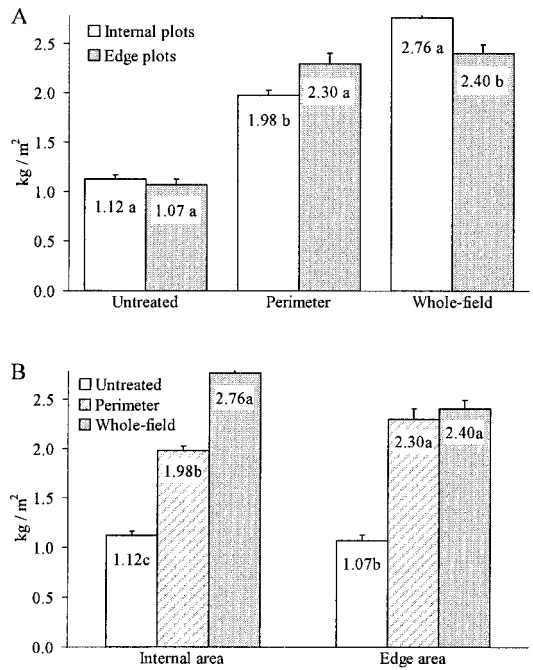 A
Internal plots
Edge plots
kg / m²
2.5
2.0
1.5
1.0
0.5
0.0
1.12 a
1.07 a
1.98 b
2.30 a
2.76 a
2.40 b
Untreated
Perimeter
Whole-field
B
Untreated
Perimeter
Whole-field
kg / m²
2.5
2.0
1.5
1.0
0.5
0.0
1.12c
1.98b
2.76a
1.07b
2.30a
2.40a
Internal area
Edge area